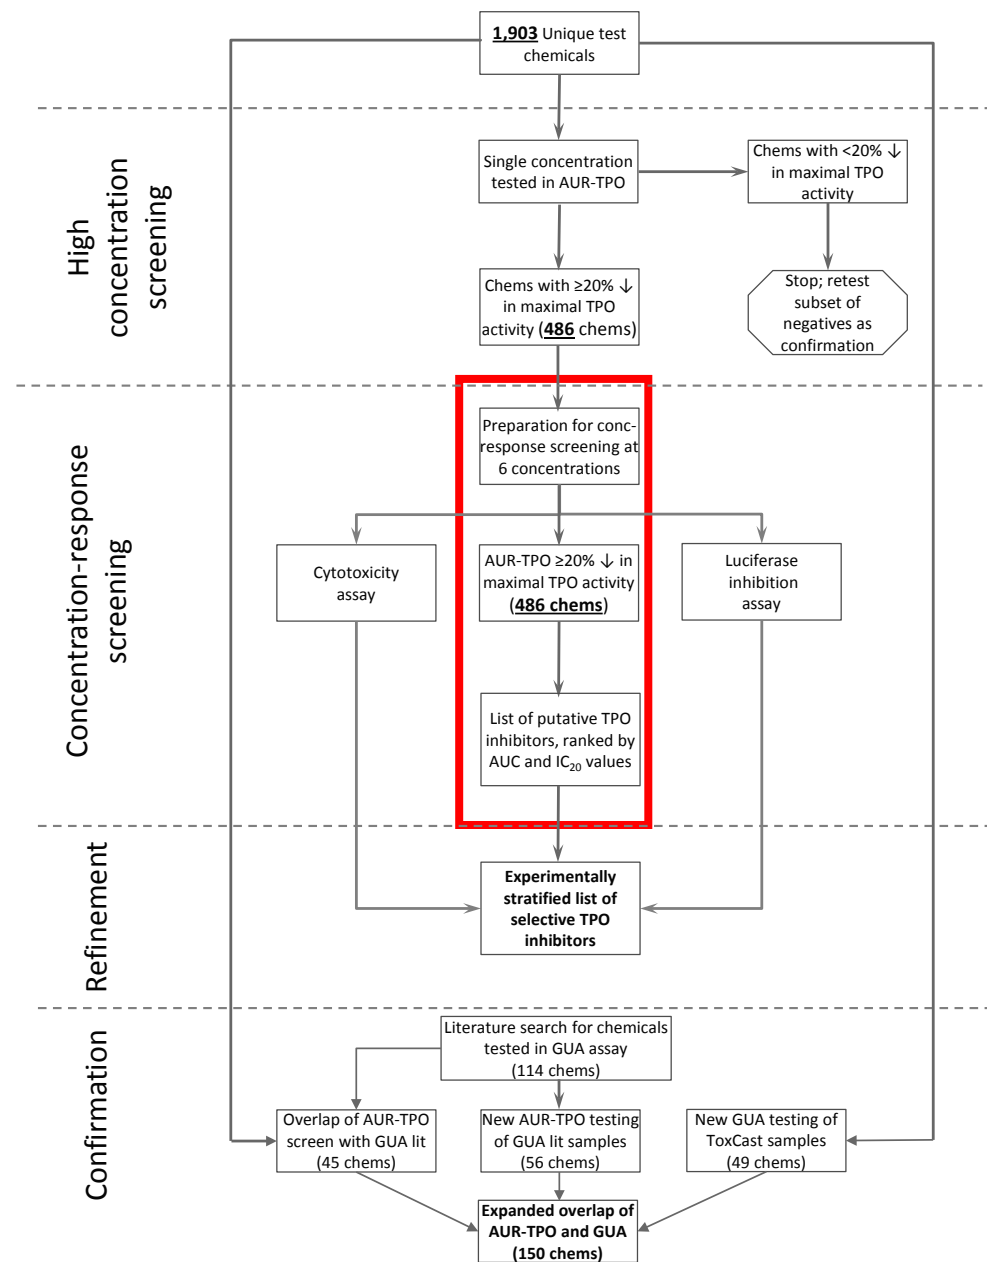 1,903 Unique test
chemicals
High
concentration
screening
Single concentration
tested in AUR-TPO
Chems with <20% ↓
in maximal TPO
activity
Chems with ≥20% ↓
in maximal TPO
activity (486 chems)
Stop; retest
subset of
negatives as
confirmation
Concentration-response
screening
Preparation for conc-
response screening at
6 concentrations
Cytotoxicity
assay
AUR-TPO ≥20% ↓ in
maximal TPO activity
(486 chems)
Luciferase
inhibition
assay
List of putative TPO
inhibitors, ranked by
AUC and IC₂₀ values
Refinement
Experimentally
stratified list of
selective TPO
inhibitors
Confirmation
Literature search for chemicals
tested in GUA assay
(114 chems)
Overlap of AUR-TPO
screen with GUA lit
(45 chems)
New AUR-TPO testing
of GUA lit samples
(56 chems)
New GUA testing of
ToxCast samples
(49 chems)
Expanded overlap of
AUR-TPO and GUA
(150 chems)